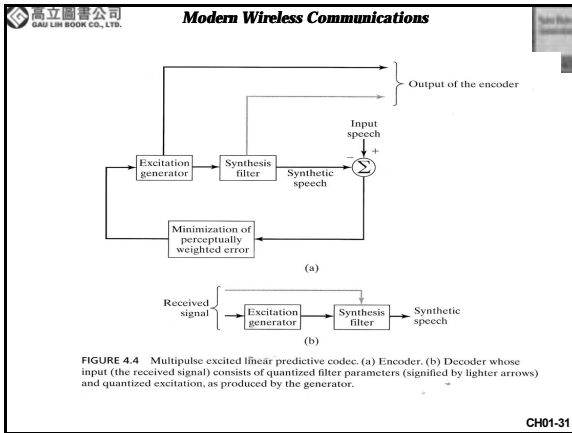 高立圖書公司
GAU LIH BOOK CO., LTD.
Modern Wireless Communications
Output of the encoder
Input
speech
− +
Excitation
generator
Synthesis
filter
Synthetic
speech
Σ
Minimization of
perceptually
weighted error
(a)
Received
signal
Excitation
generator
Synthesis
filter
Synthetic
speech
(b)
FIGURE 4.4 Multipulse excited linear predictive codec. (a) Encoder. (b) Decoder whose
input (the received signal) consists of quantized filter parameters (signified by lighter arrows)
and quantized excitation, as produced by the generator.
CH01-31